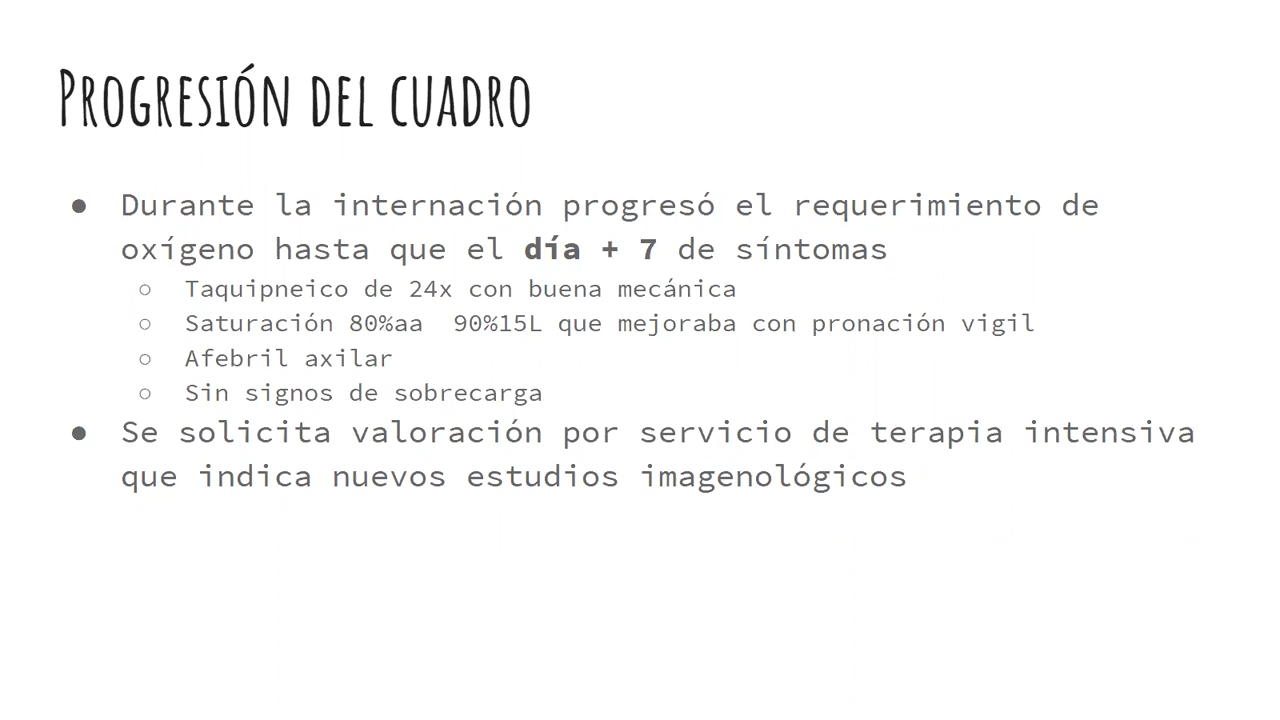 Progresión del cuadro
● Durante la internación progresó el requerimiento de
oxígeno hasta que el día + 7 de síntomas
○ Taquipneico de 24x con buena mecánica
○ Saturación 80%aa  90%15L que mejoraba con pronación vigil
○ Afebril axilar
○ Sin signos de sobrecarga
● Se solicita valoración por servicio de terapia intensiva
que indica nuevos estudios imagenológicos